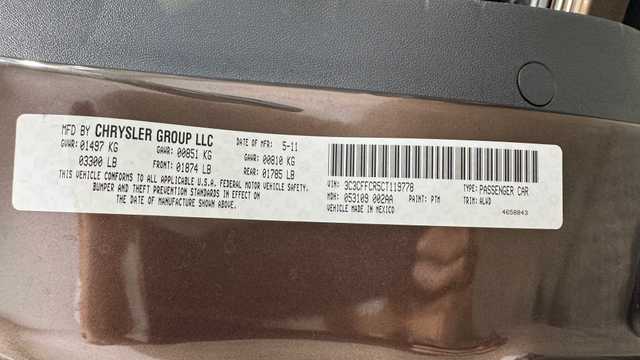 MFD BY CHRYSLER GROUP LLC DATE OF MFR: 5-11
GVWR: 01497 KG GAWR: 00851 KG GAWR: 00810 KG
03300 LB FRONT: 01874 LB REAR: 01785 LB
THIS VEHICLE CONFORMS TO ALL APPLICABLE U.S.A. FEDERAL MOTOR VEHICLE SAFETY,
BUMPER AND THEFT PREVENTION STANDARDS IN EFFECT ON
THE DATE OF MANUFACTURE SHOWN ABOVE.
VIN: 3C3CFFCR5CT119778 TYPE: PASSENGER CAR
MDH: 053109 002AA PAINT: PTM TRIM: ALWD
VEHICLE MADE IN MEXICO 4658843